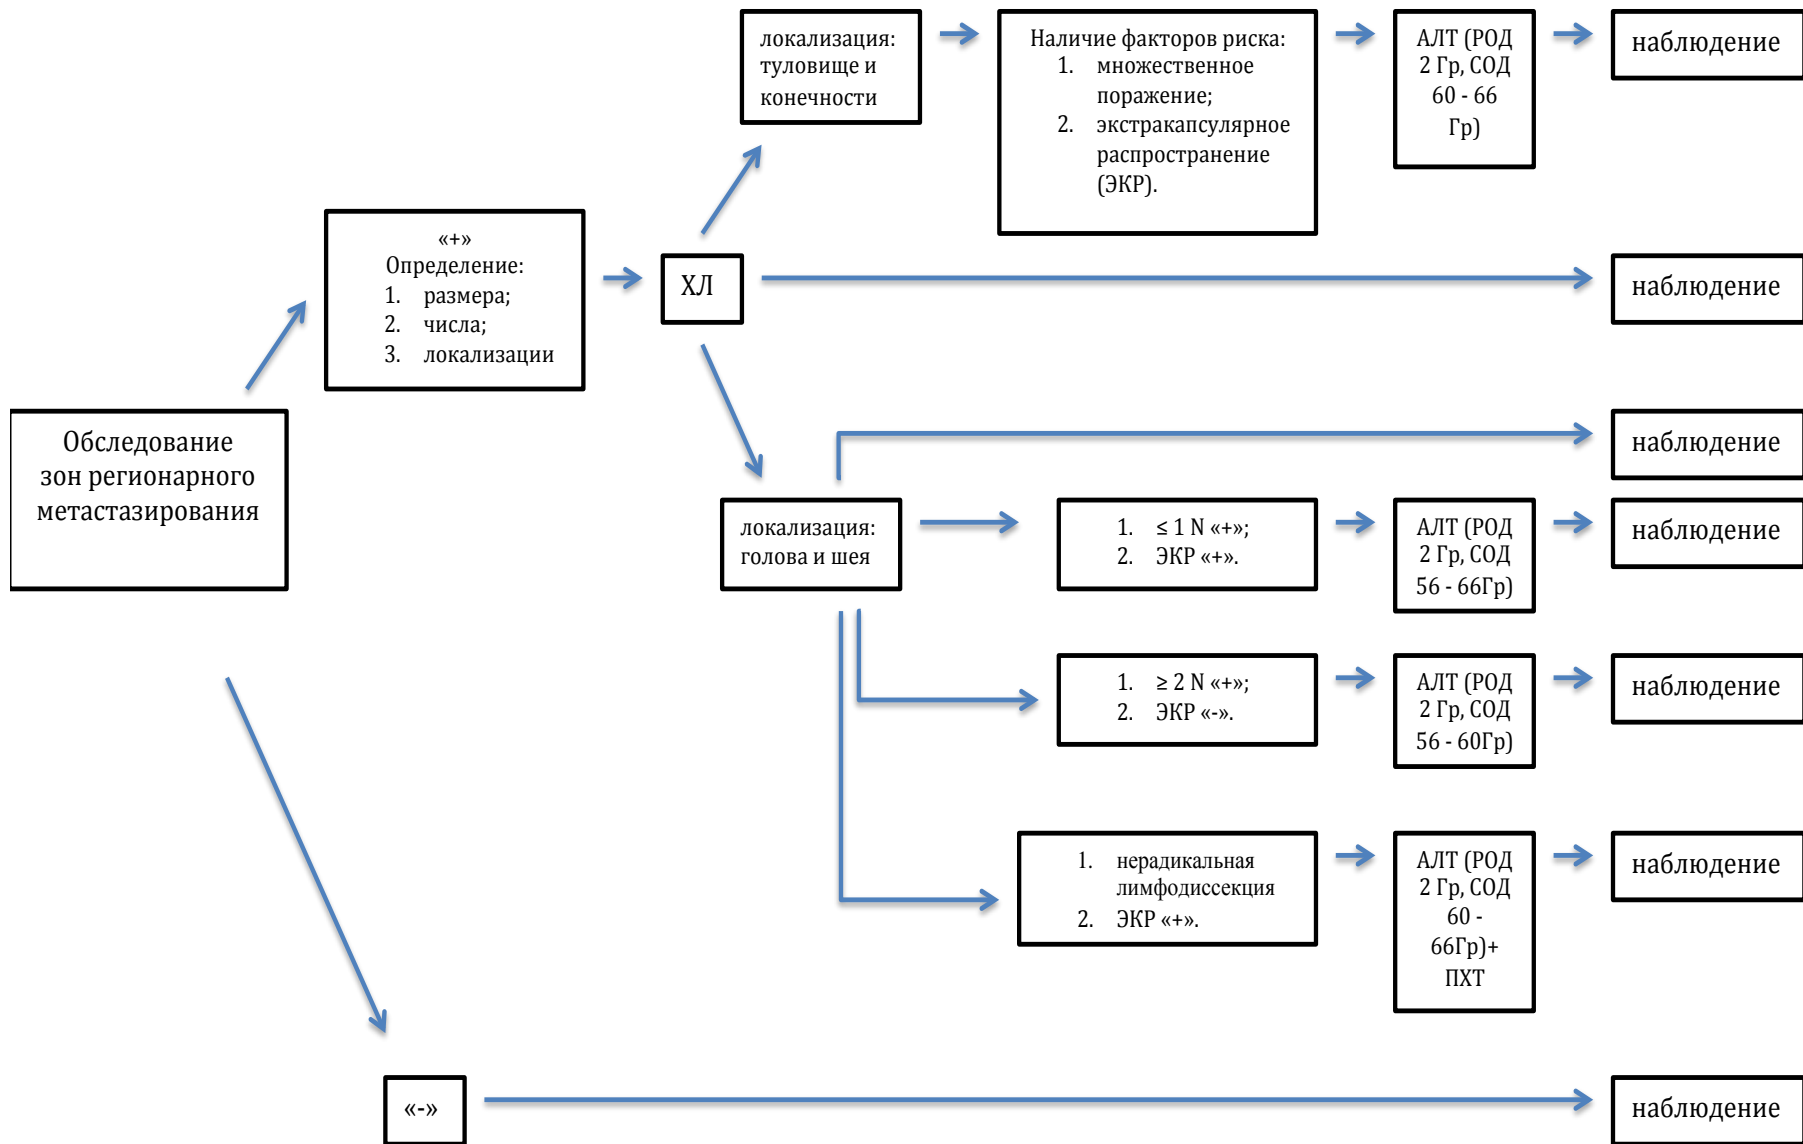 локализация:
туловище и
конечности
Наличие факторов риска:
1. множественное
поражение;
2. экстракапсулярное
распространение
(ЭКР).
АЛТ (РОД
2 Гр, СОД
60 - 66
Гр)
наблюдение
«+»
Определение:
1. размера;
2. числа;
3. локализации
ХЛ
наблюдение
Обследование
зон регионарного
метастазирования
наблюдение
локализация:
голова и шея
1. ≤ 1 N «+»;
2. ЭКР «+».
АЛТ (РОД
2 Гр, СОД
56 - 66Гр)
наблюдение
1. ≥ 2 N «+»;
2. ЭКР «-».
АЛТ (РОД
2 Гр, СОД
56 - 60Гр)
наблюдение
1. нерадикальная
лимфодиссекция
2. ЭКР «+».
АЛТ (РОД
2 Гр, СОД
60 -
66Гр)+
ПХТ
наблюдение
«-»
наблюдение